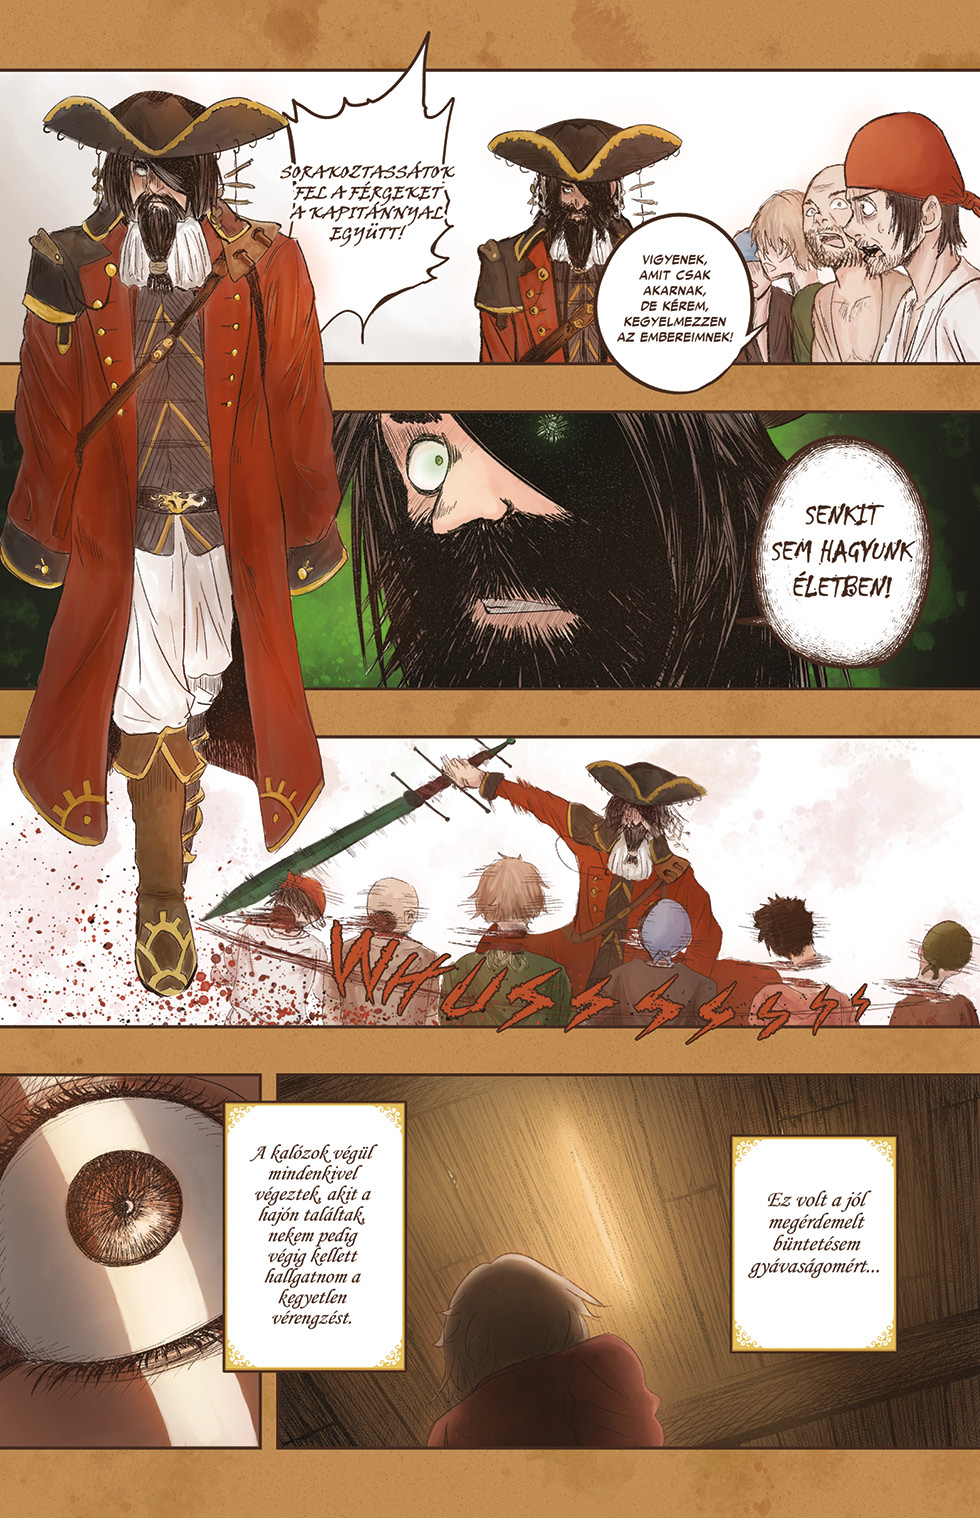 SORAKOZTASSÁTOK
FEL A FÉRGEKET
A KAPITÁNNYAL
EGYÜTT!
VIGYENEK,
AMIT CSAK
AKARNAK,
DE KÉREM,
KEGYELMEZZEN
AZ EMBEREIMNEK!
SENKIT
SEM HAGYUNK
ÉLETBEN!
WHUSSSSSSSS
A kalózok végül
mindenkivel
végeztek, akit a
hajón találtak,
nekem pedig
végig kellett
hallgatnom a
kegyetlen
vérengzést.
Ez volt a jól
megérdemelt
büntetésem
gyávaságomért...